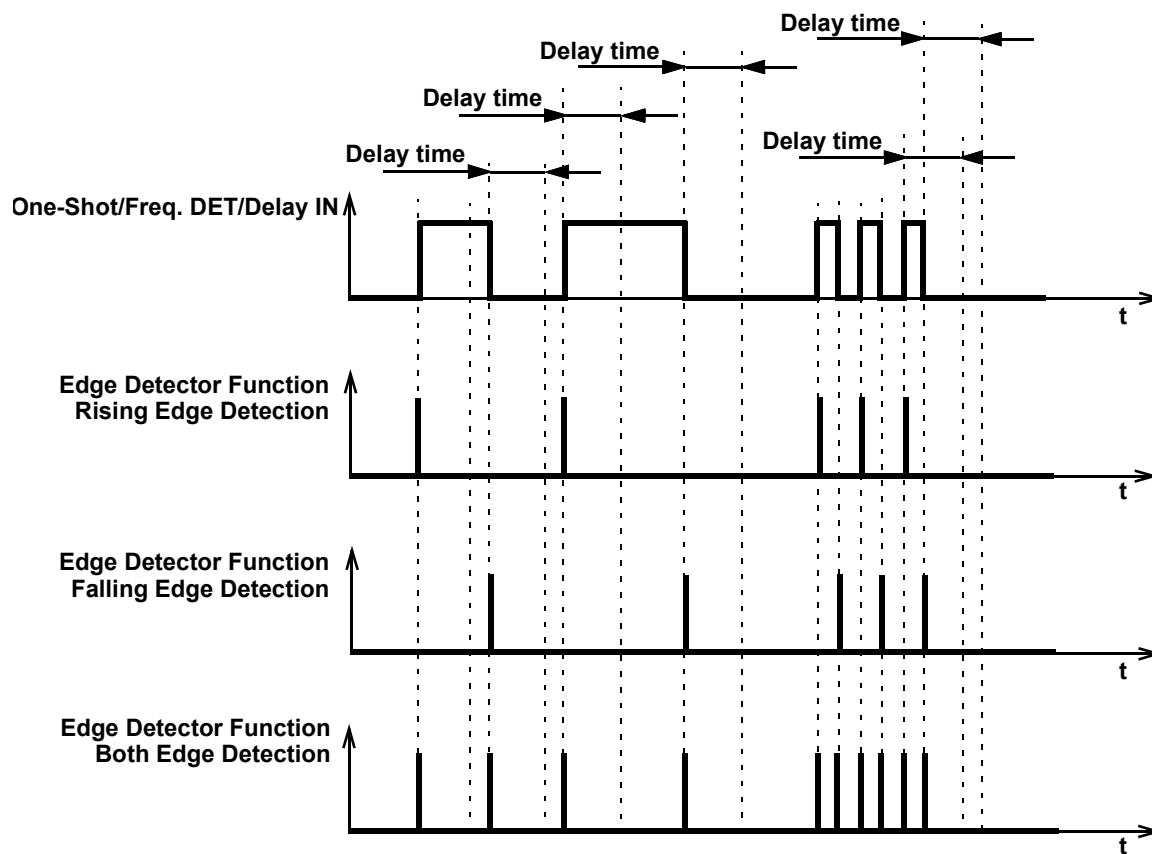 Delay time
Delay time
Delay time
Delay time
Delay time
One-Shot/Freq. DET/Delay IN
t
Edge Detector Function
Rising Edge Detection
t
Edge Detector Function
Falling Edge Detection
t
Edge Detector Function
Both Edge Detection
t